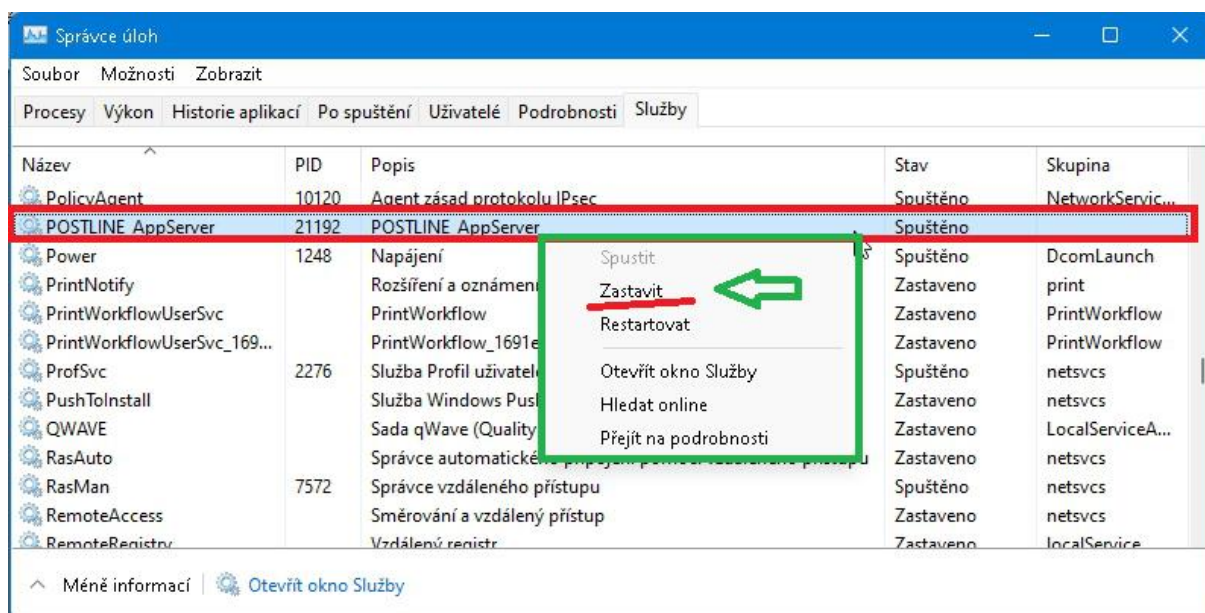 Správce úloh
Soubor Možnosti Zobrazit
Procesy Výkon Historie aplikací Po spuštění Uživatelé Podrobnosti Služby
Název PID Popis Stav Skupina
PolicyAgent 10120 Agent zásad protokolu IPsec Spuštěno NetworkServic...
POSTLINE AppServer 21192 POSTLINE AppServer Spuštěno
Power 1248 Napájení Spustit Spuštěno DcomLaunch
PrintNotify Rozšíření a oznámen Zastavit Zastaveno print
PrintWorkflowUserSvc PrintWorkflow Restartovat Zastaveno PrintWorkflow
PrintWorkflowUserSvc_169... PrintWorkflow_1691e Zastaveno PrintWorkflow
ProfSvc 2276 Služba Profil uživatel Otevřít okno Služby Spuštěno netsvcs
PushToInstall Služba Windows Pus Hledat online Zastaveno netsvcs
QWAVE Sada qWave (Quality Přejít na podrobnosti Zastaveno LocalServiceA...
RasAuto Správce automatické Zastaveno netsvcs
RasMan 7572 Správce vzdáleného přístupu Spuštěno netsvcs
RemoteAccess Směrování a vzdálený přístup Zastaveno netsvcs
RemoteRegistry Vzdálený registr Zastaveno localService
Méně informací Otevřít okno Služby